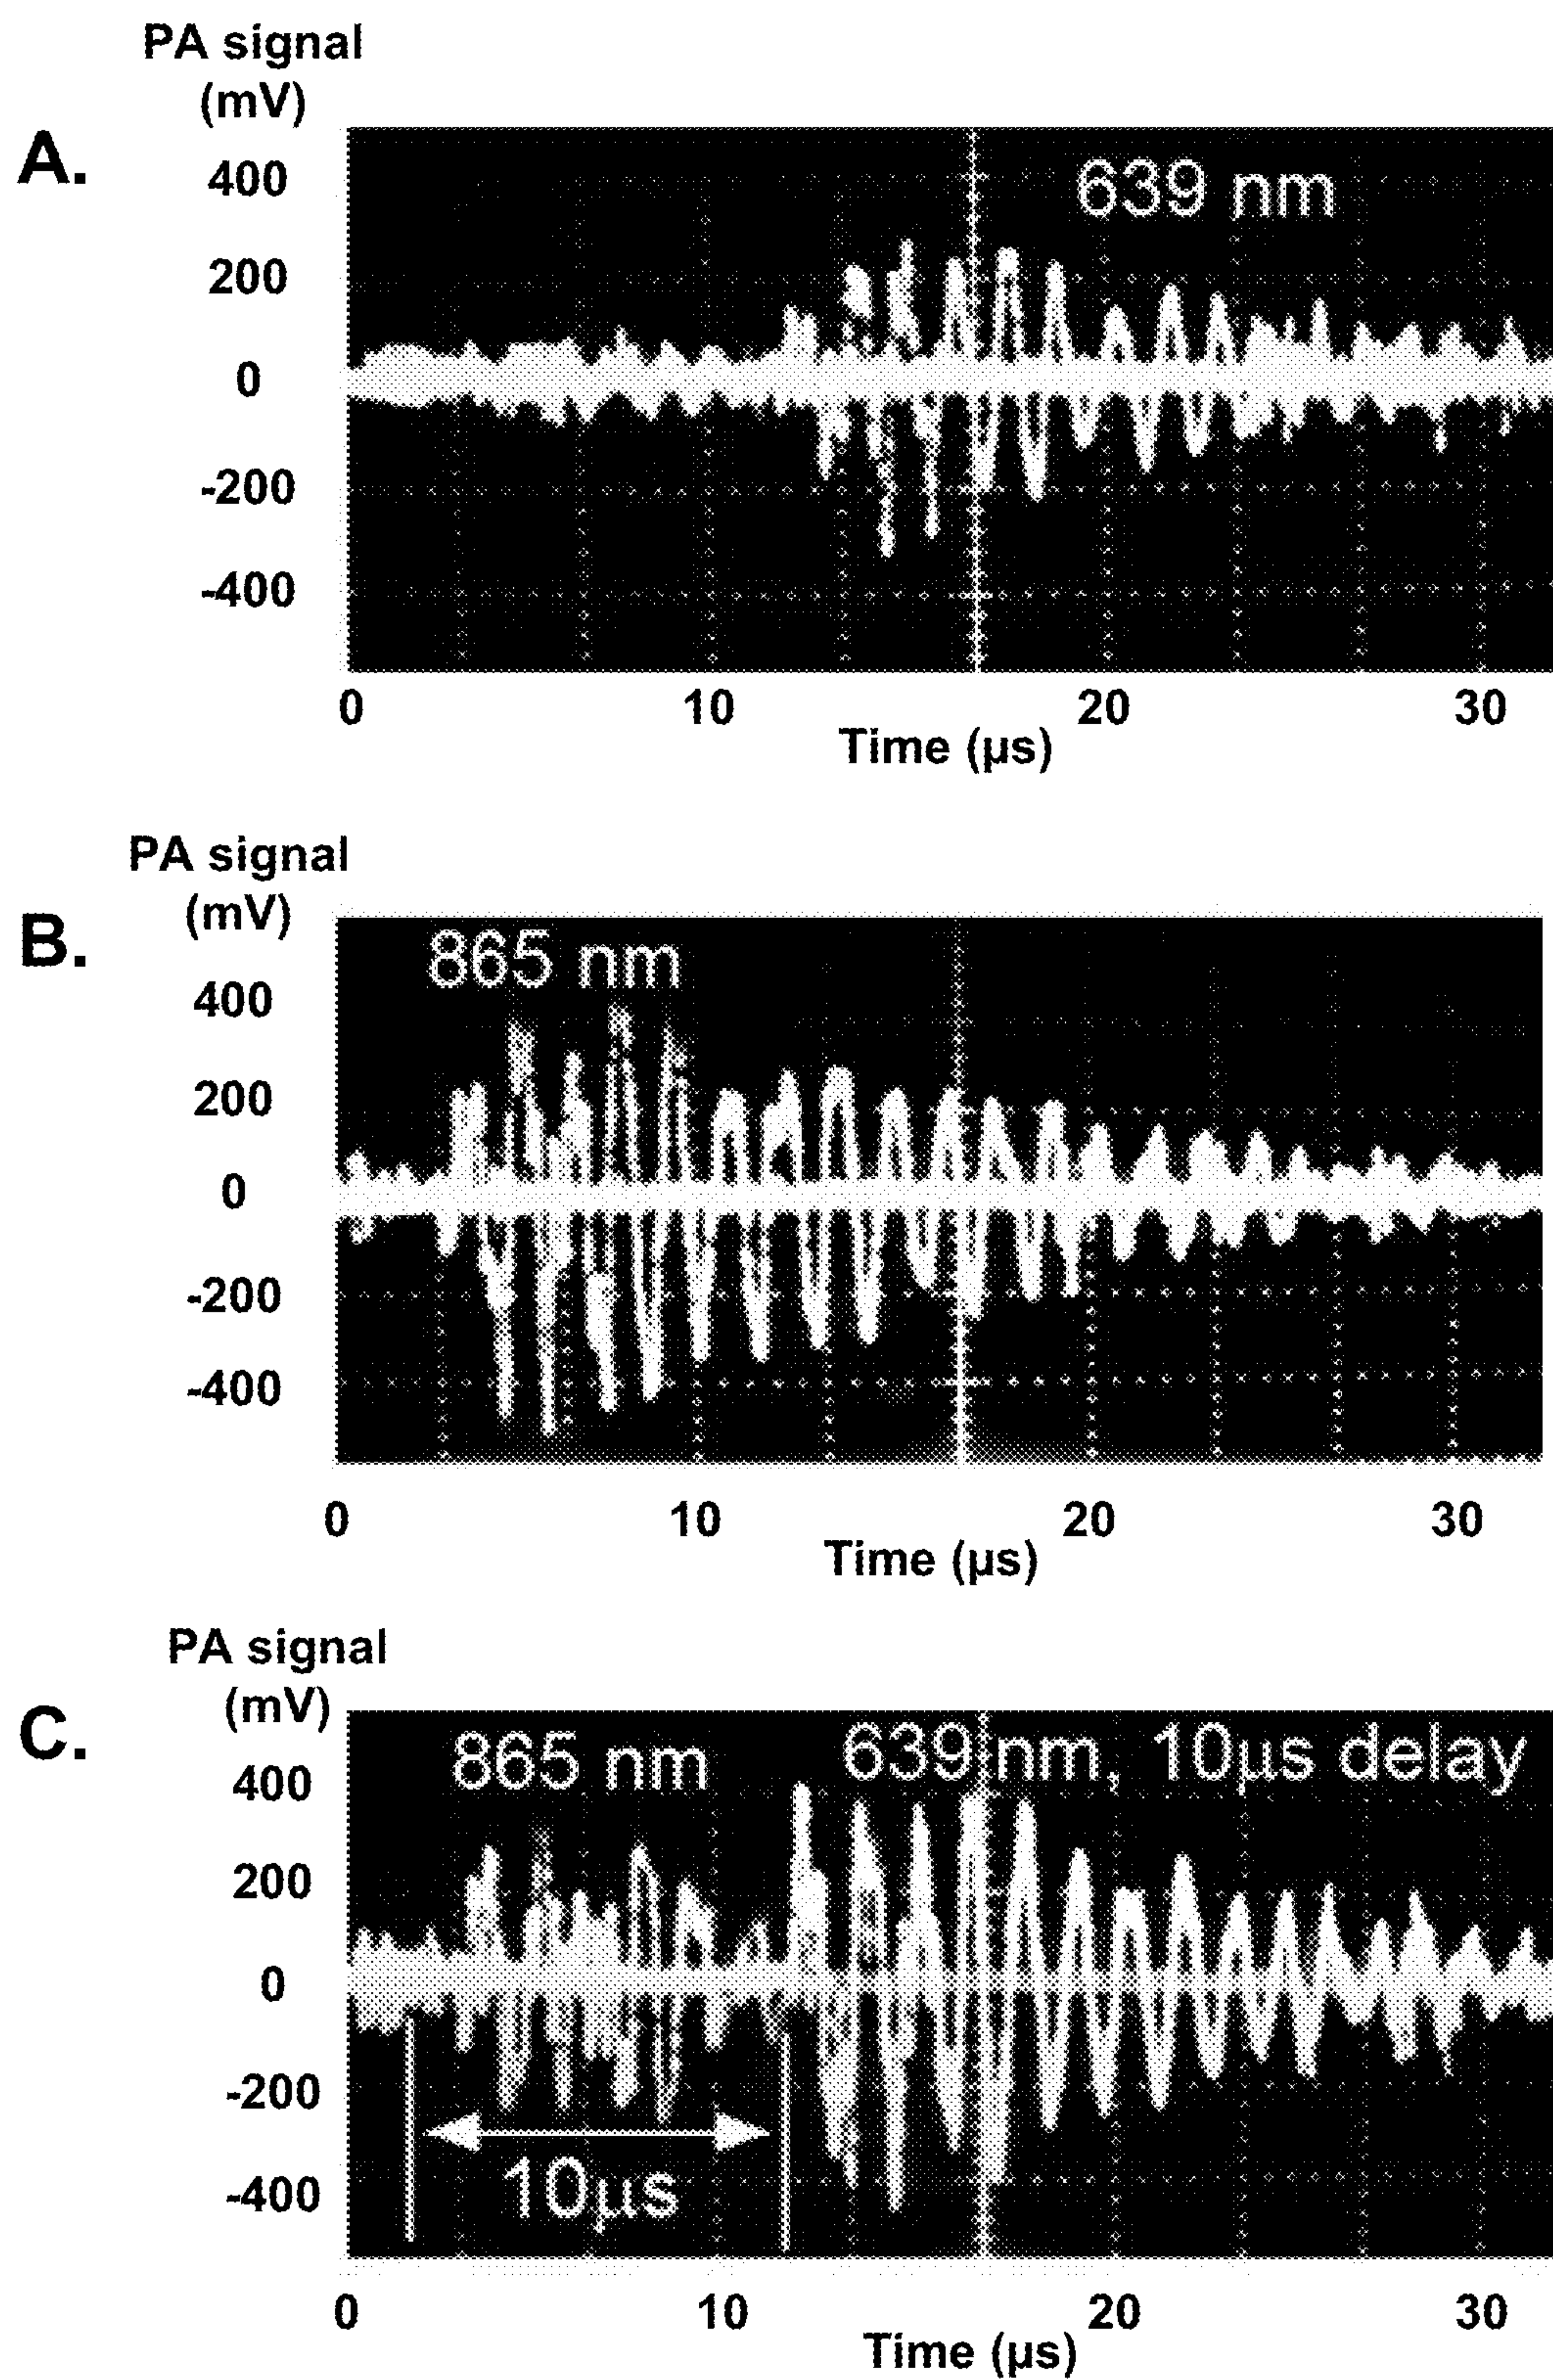 PA signal
(mV)
A.
400
639 nm
200
0
-200
-400
0 10 20 30
Time (µs)
PA signal
(mV)
B.
865 nm
400
200
0
-200
-400
0 10 20 30
Time (µs)
PA signal
(mV)
C.
865 nm 639 nm, 10µs delay
400
200
0
-200
10µs
-400
0 10 20 30
Time (µs)